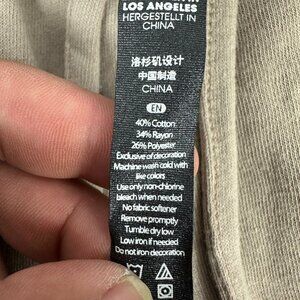 LOS ANGELES
HERGESTELLT IN
CHINA
洛杉矶设计
中国制造
CHINA
EN
40% Cotton
34% Rayon
26% Polyester
Exclusive of decoration
Machine wash cold with
like colors
Use only non-chlorine
bleach when needed
No fabric softener
Remove promptly
Tumble dry low
Low iron if needed
Do not iron decoration